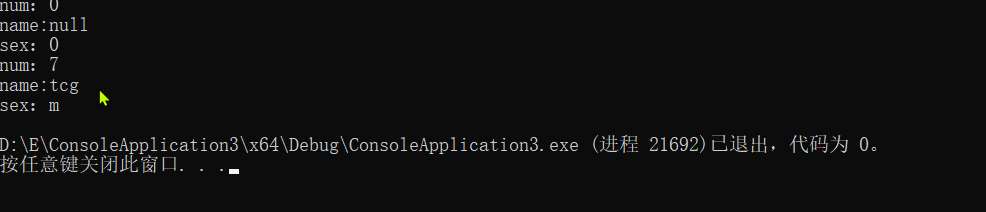 num：0
name:null
sex：0
num：7
name:tcg
sex：m
D:\E\ConsoleApplication3\x64\Debug\ConsoleApplication3.exe (进程 21692)已退出，代码为 0。
按任意键关闭此窗口. . .